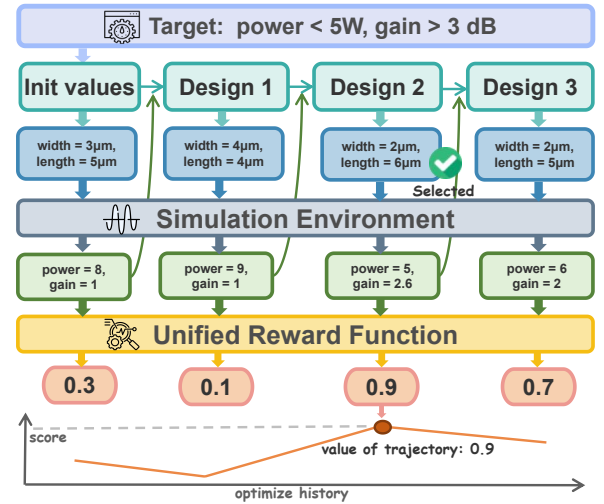 Target: power < 5W, gain > 3 dB
Init values
Design 1
Design 2
Design 3
width = 3μm,
length = 5μm
width = 4μm,
length = 4μm
width = 2μm,
length = 6μm
width = 2μm,
length = 5μm
Selected
Simulation Environment
power = 8,
gain = 1
power = 9,
gain = 1
power = 5,
gain = 2.6
power = 6
gain = 2
Unified Reward Function
0.3
0.1
0.9
0.7
score
value of trajectory: 0.9
optimize history